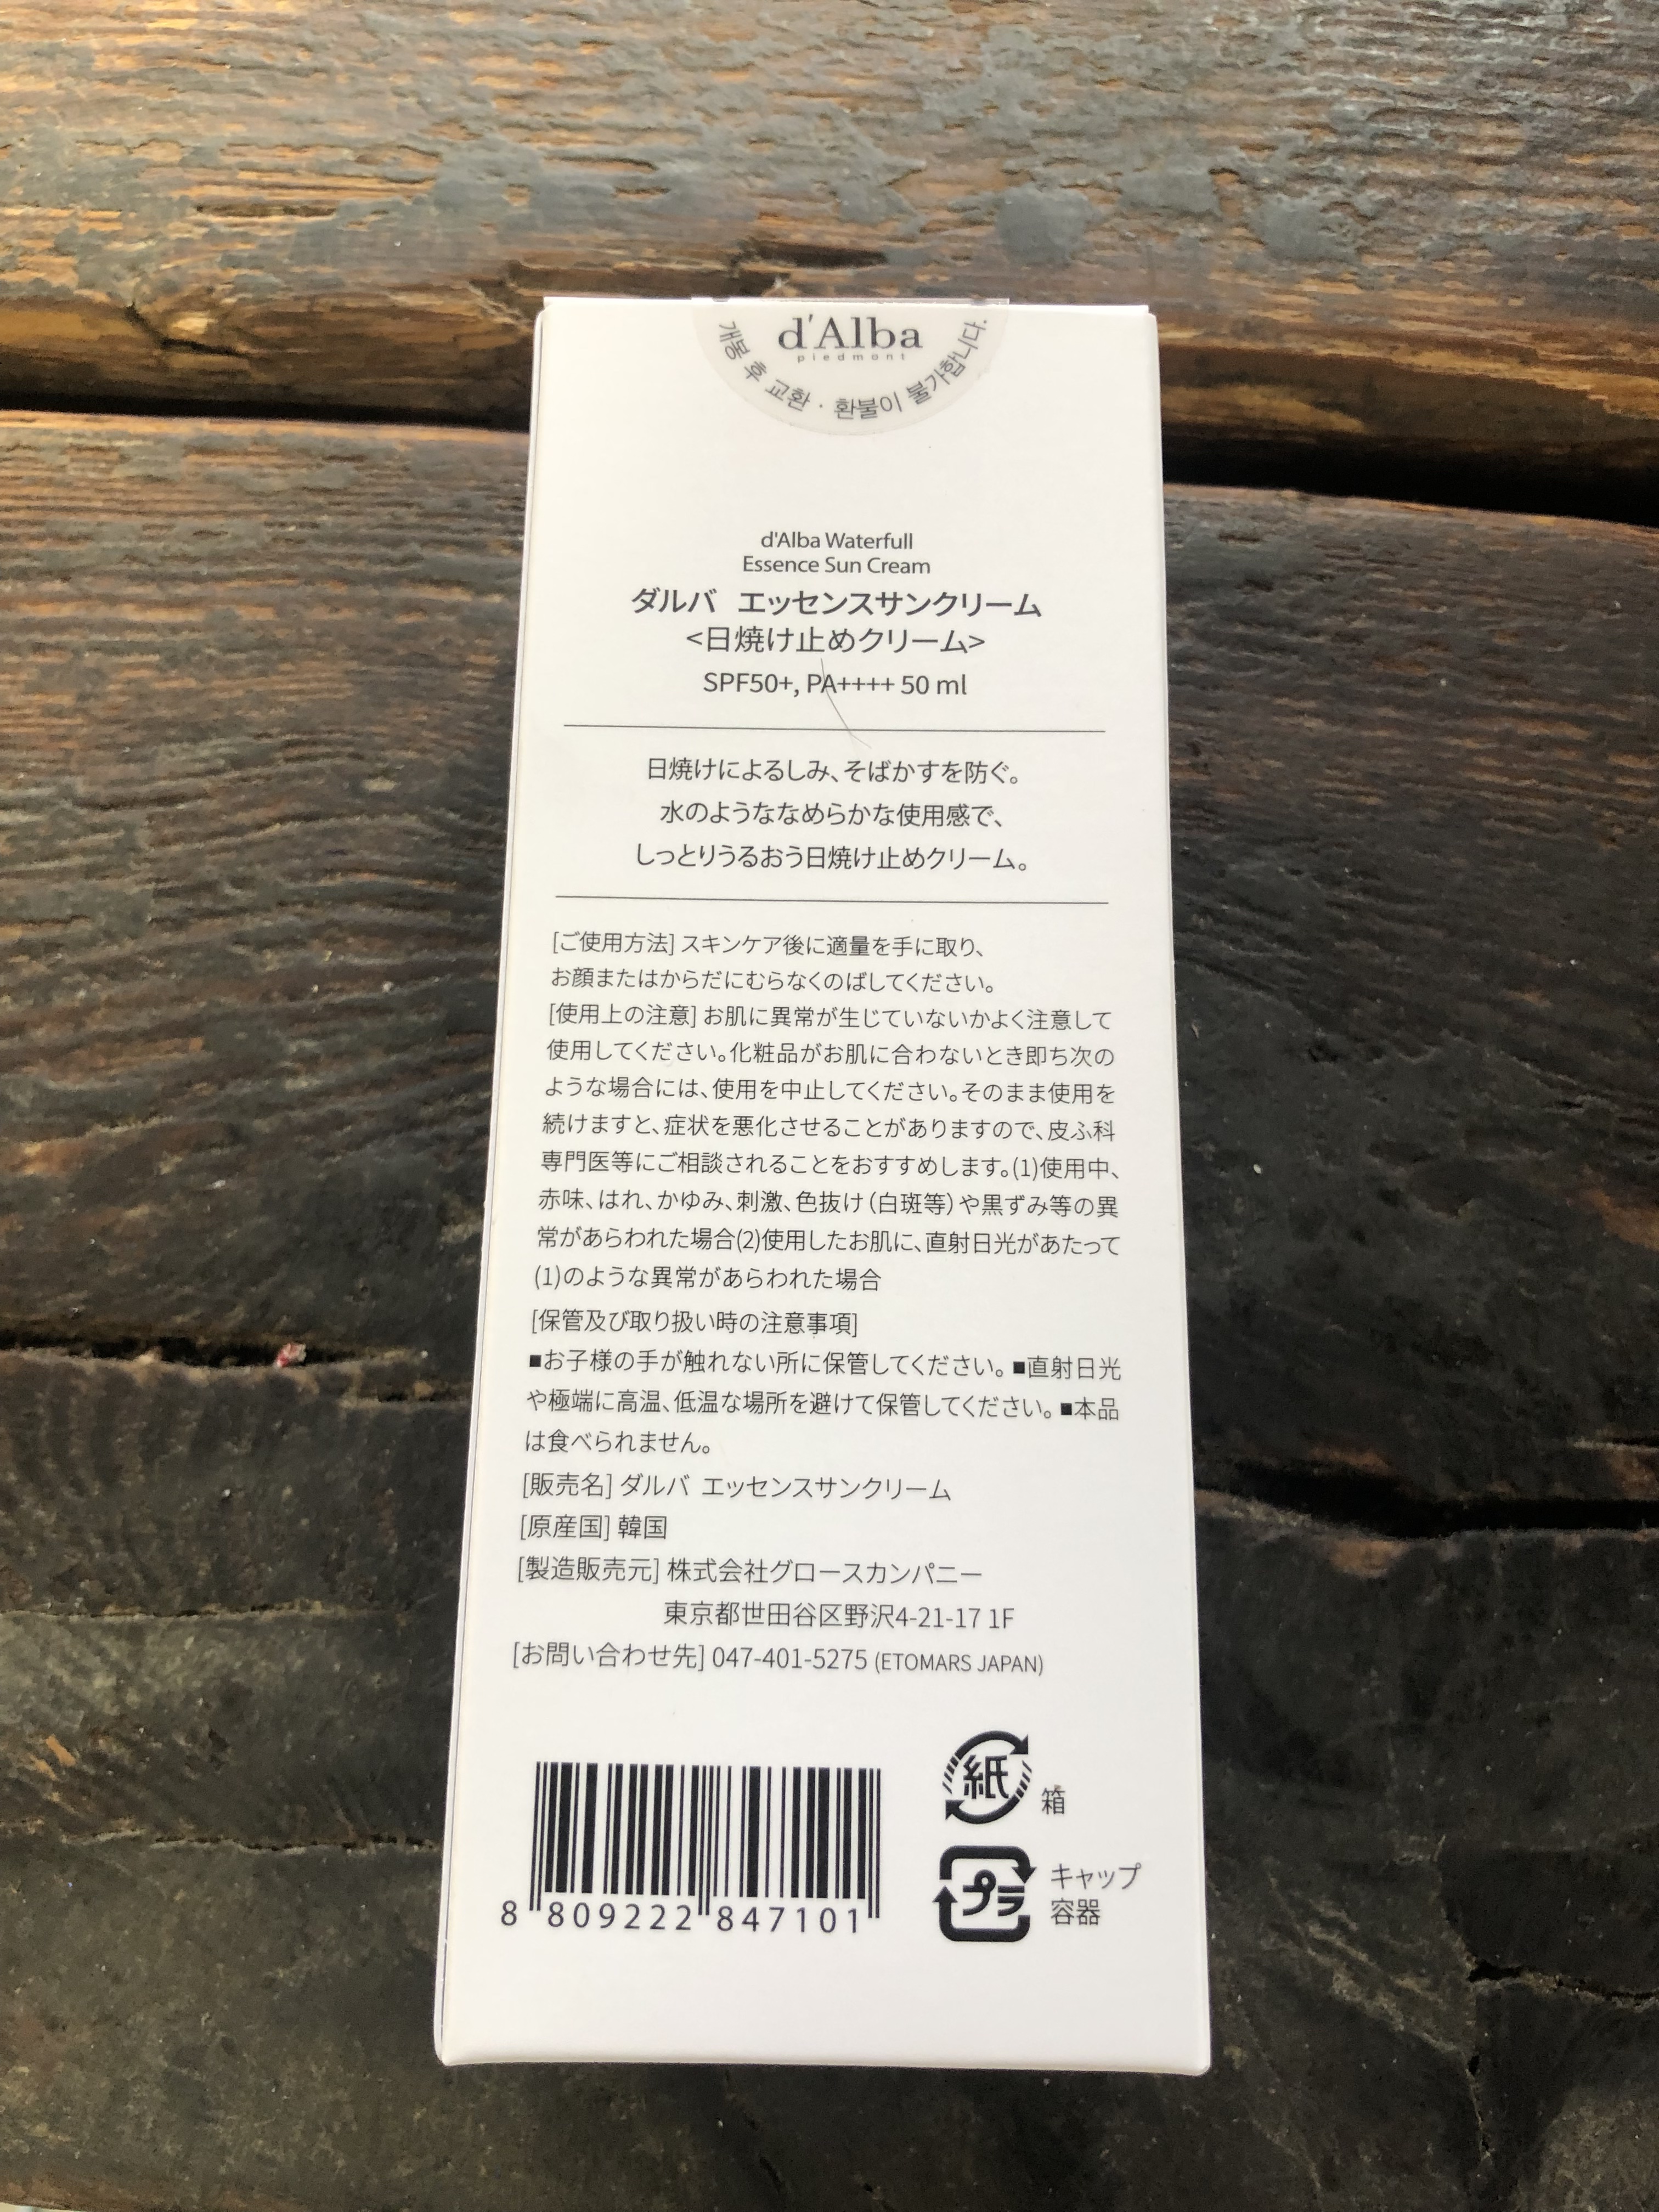 d'Alba
piedmont
개봉 후 교환 · 환불이 불가합니다.
d'Alba Waterfull
Essence Sun Cream
ダルバ エッセンスサンクリーム
<日焼け止めクリーム>
SPF50+, PA++++ 50 ml
日焼けによるしみ、そばかすを防ぐ。
水のようななめらかな使用感で、
しっとりうるおう日焼け止めクリーム。
[ご使用方法] スキンケア後に適量を手に取り、
お顔またはからだにむらなくのばしてください。
[使用上の注意] お肌に異常が生じていないかよく注意して
使用してください。化粧品がお肌に合わないとき即ち次の
ような場合には、使用を中止してください。そのまま使用を
続けますと、症状を悪化させることがありますので、皮ふ科
専門医等にご相談されることをおすすめします。(1)使用中、
赤味、はれ、かゆみ、刺激、色抜け(白斑等)や黒ずみ等の異
常があらわれた場合(2)使用したお肌に、直射日光があたって
(1)のような異常があらわれた場合
[保管及び取り扱い時の注意事項]
■お子様の手が触れない所に保管してください。■直射日光
や極端に高温、低温な場所を避けて保管してください。■本品
は食べられません。
[販売名] ダルバ エッセンスサンクリーム
[原産国] 韓国
[製造販売元] 株式会社グロースカンパニー
東京都世田谷区野沢4-21-17 1F
[お問い合わせ先] 047-401-5275 (ETOMARS JAPAN)
紙 箱
プラ キャップ
容器
8 809222 847101